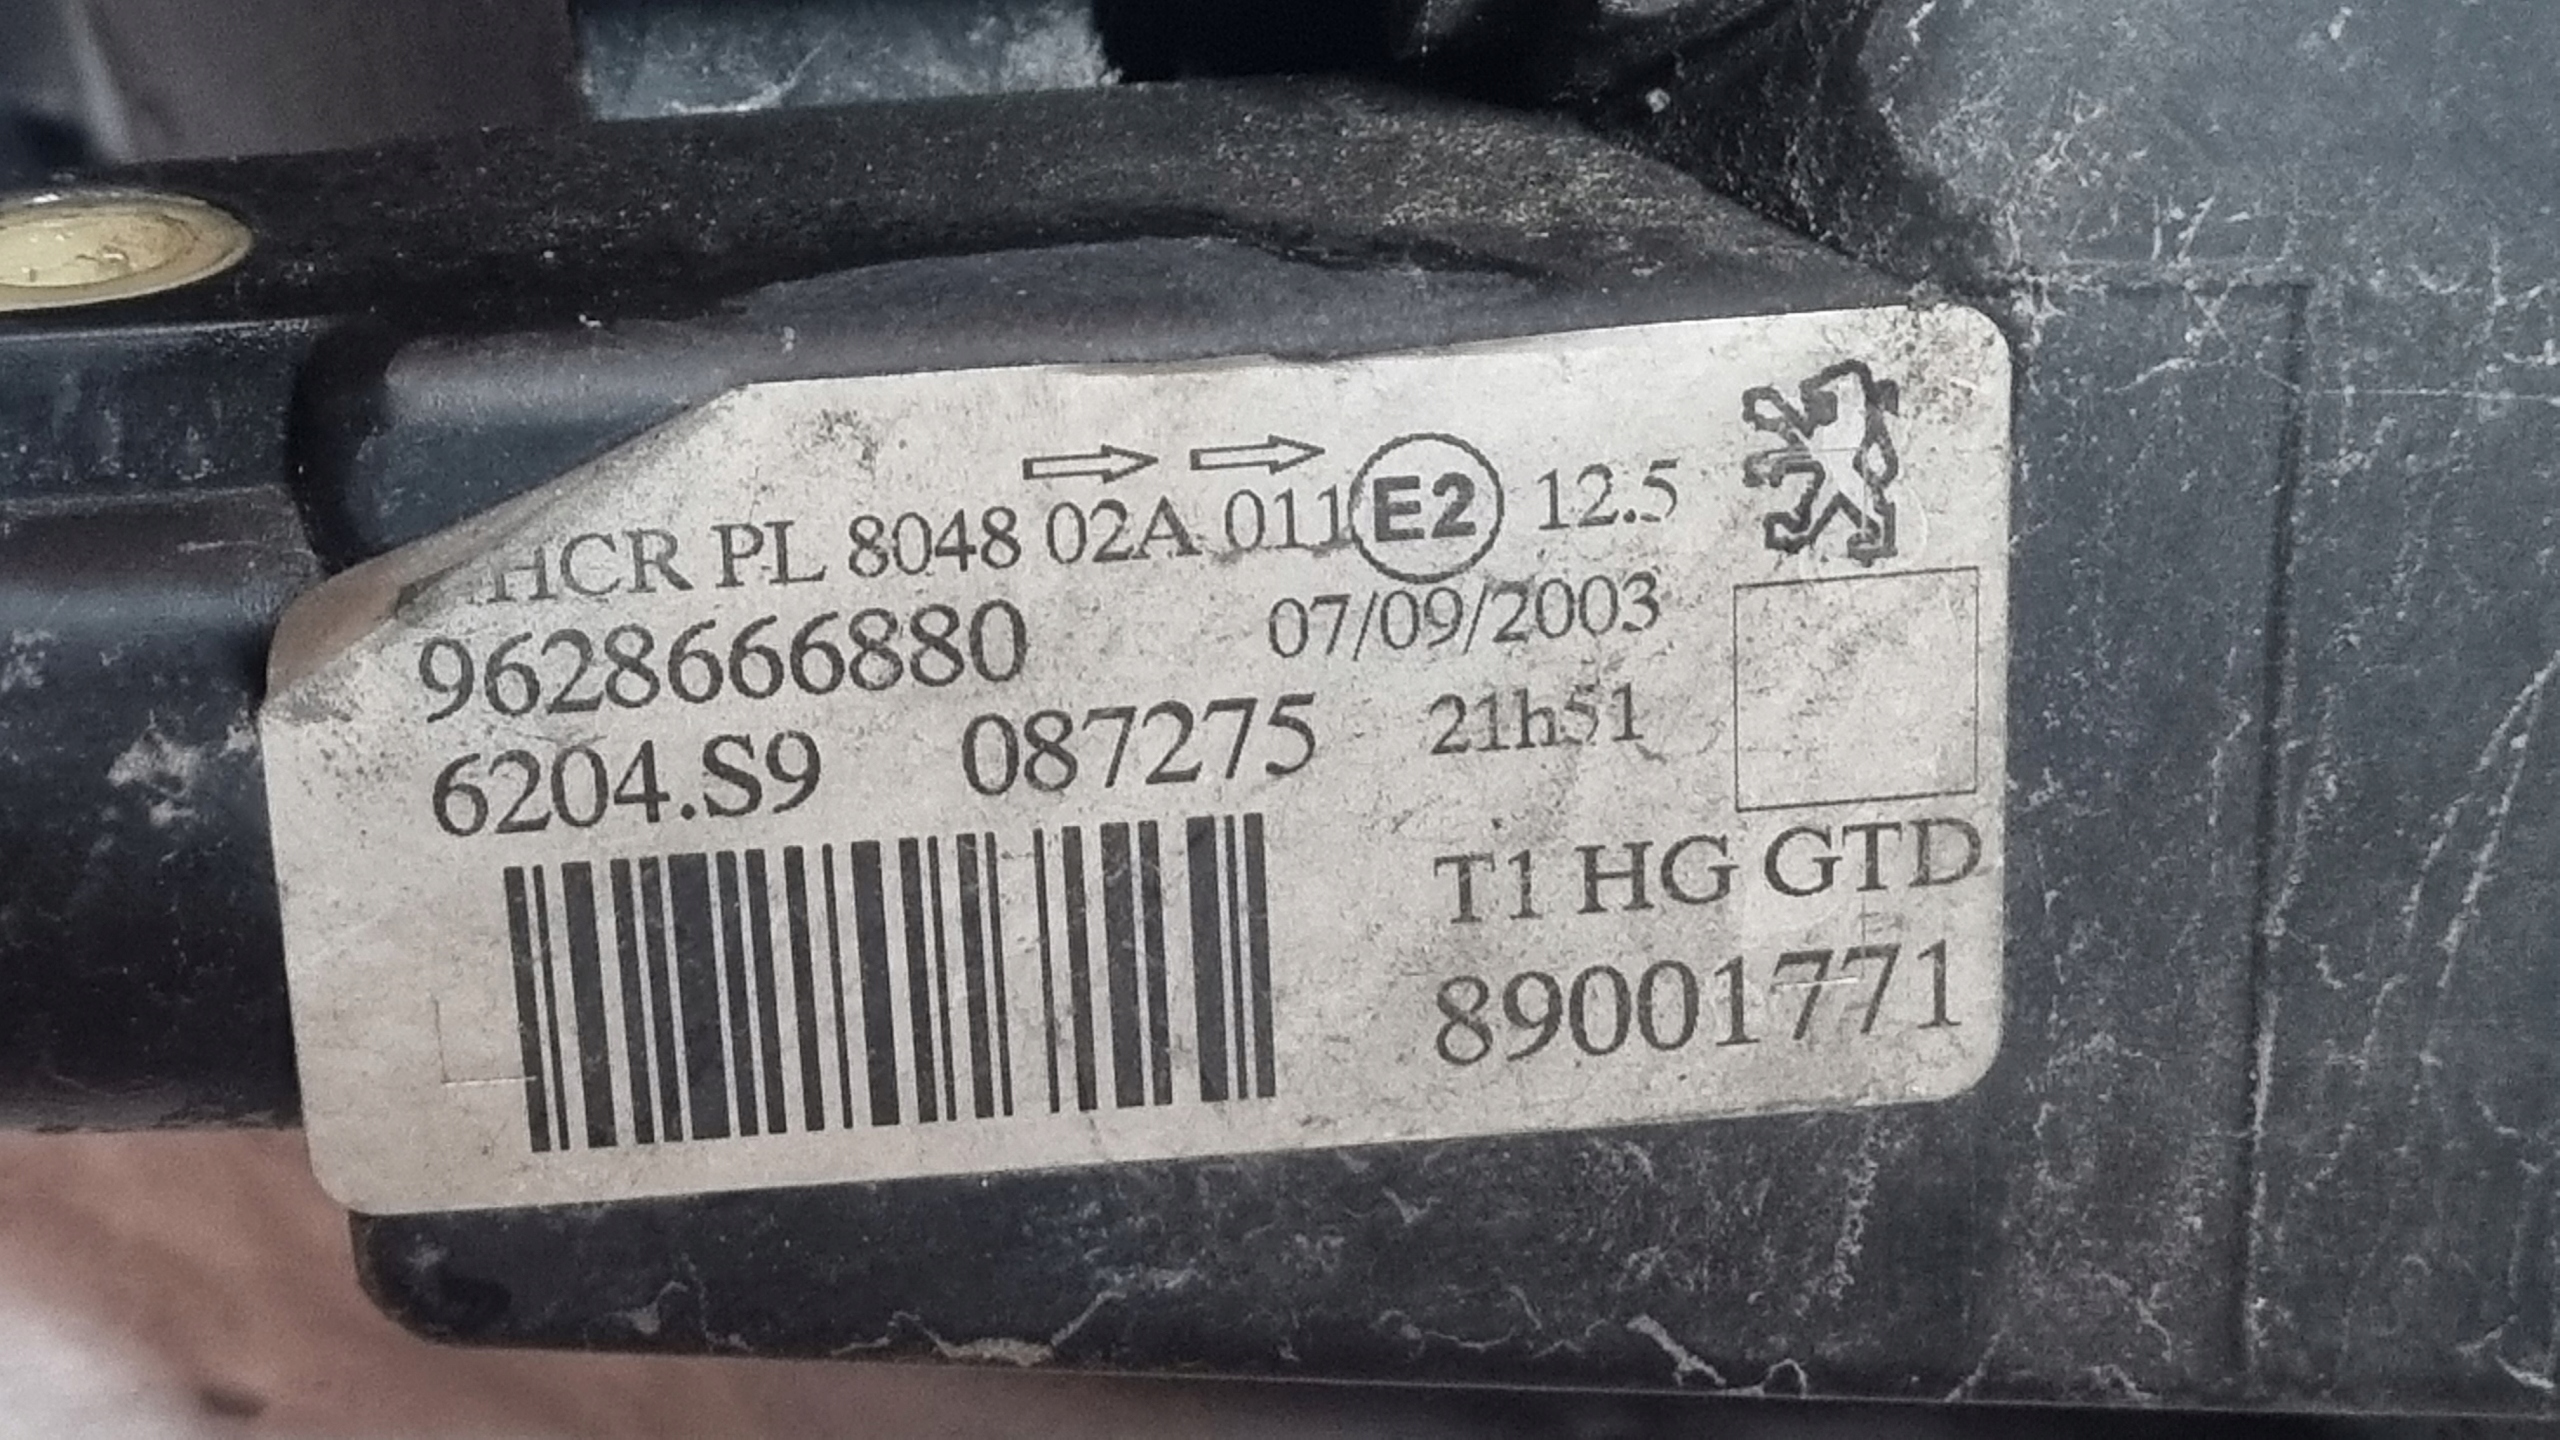 HCR PL 8048 02A 011 E2 12.5
9628666880 07/09/2003
6204.S9 087275 21h51
T1 HG GTD
89001771